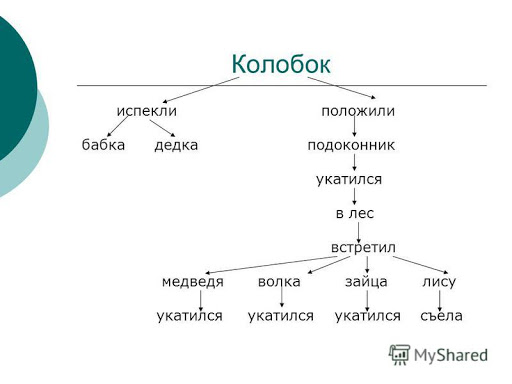 Колобок
испекли положили
бабка дедка подоконник
укатился
в лес
встретил
медведя волка зайца лису
укатился укатился укатился съела
MyShared